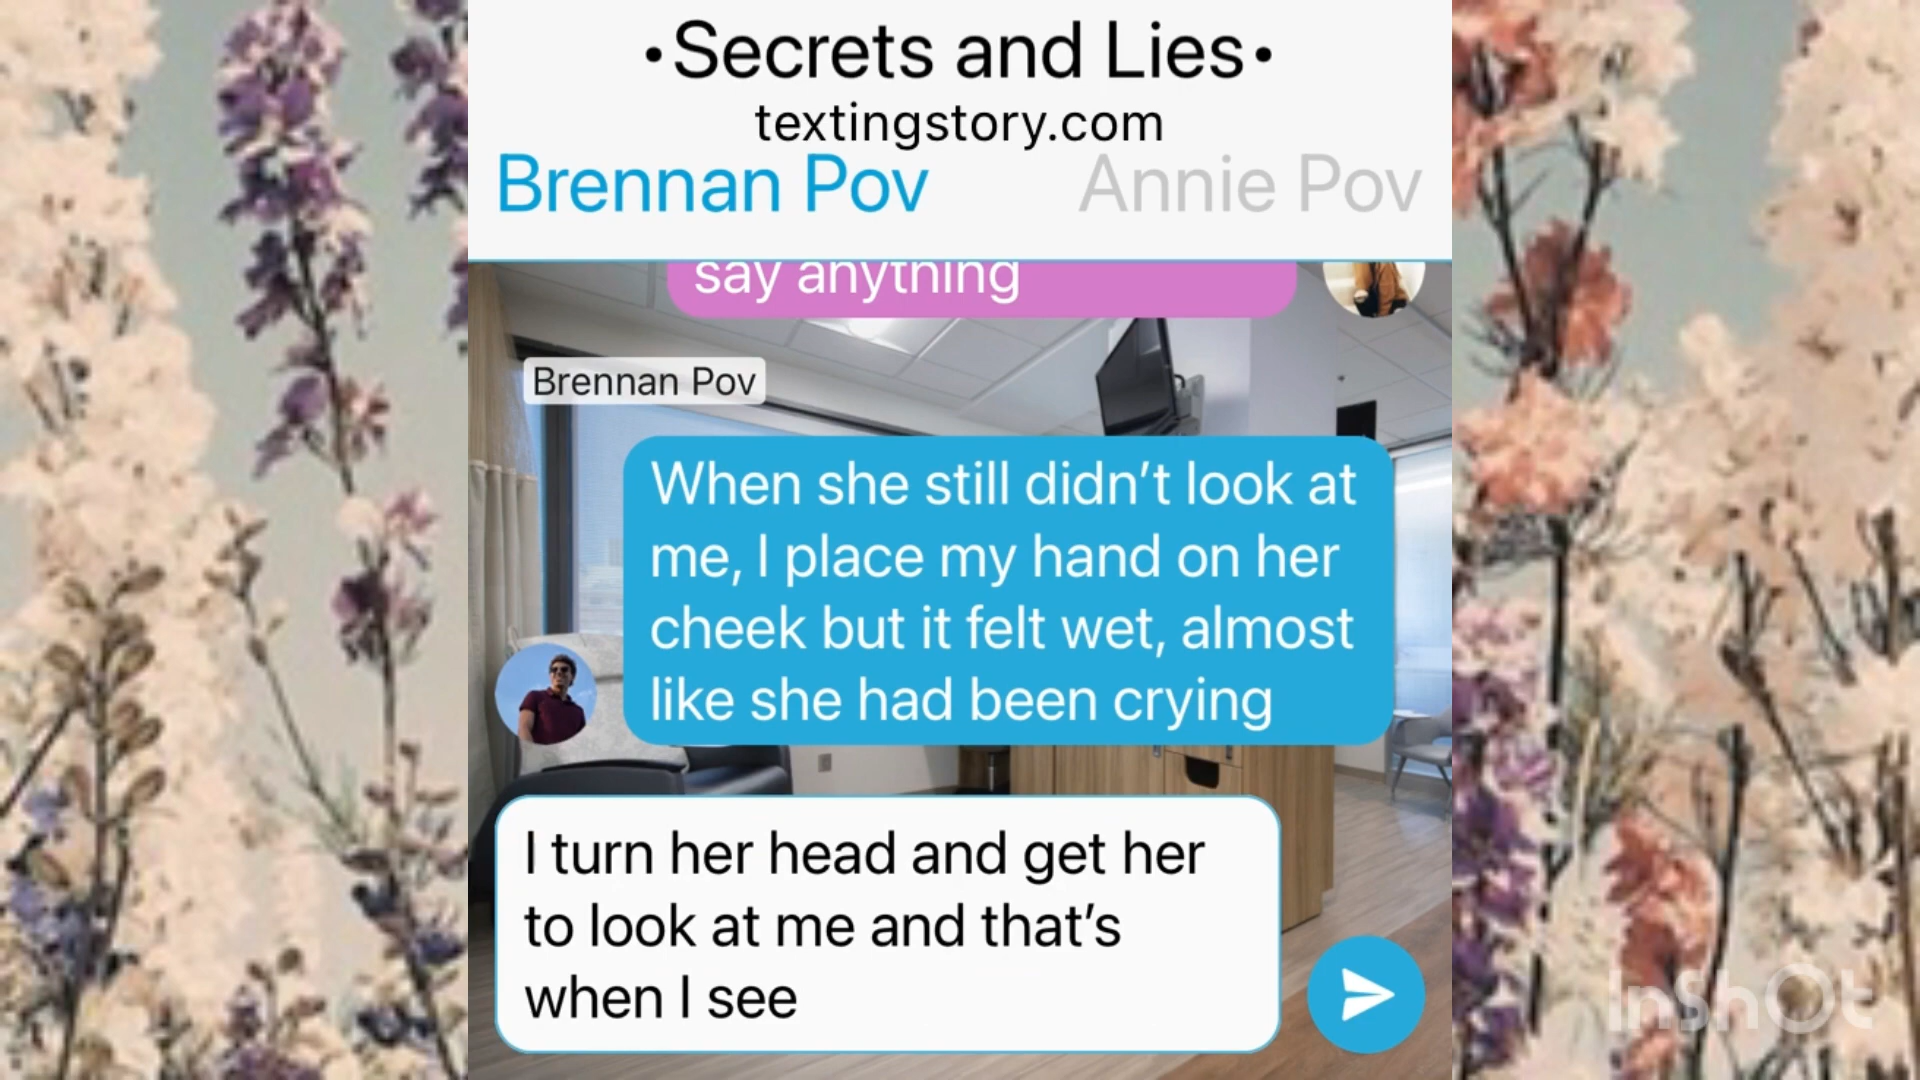 •Secrets and Lies•
textingstory.com
Brennan Pov
Annie Pov
say anything
Brennan Pov
When she still didn’t look at
me, I place my hand on her
cheek but it felt wet, almost
like she had been crying
I turn her head and get her
to look at me and that’s
when I see
InShOt